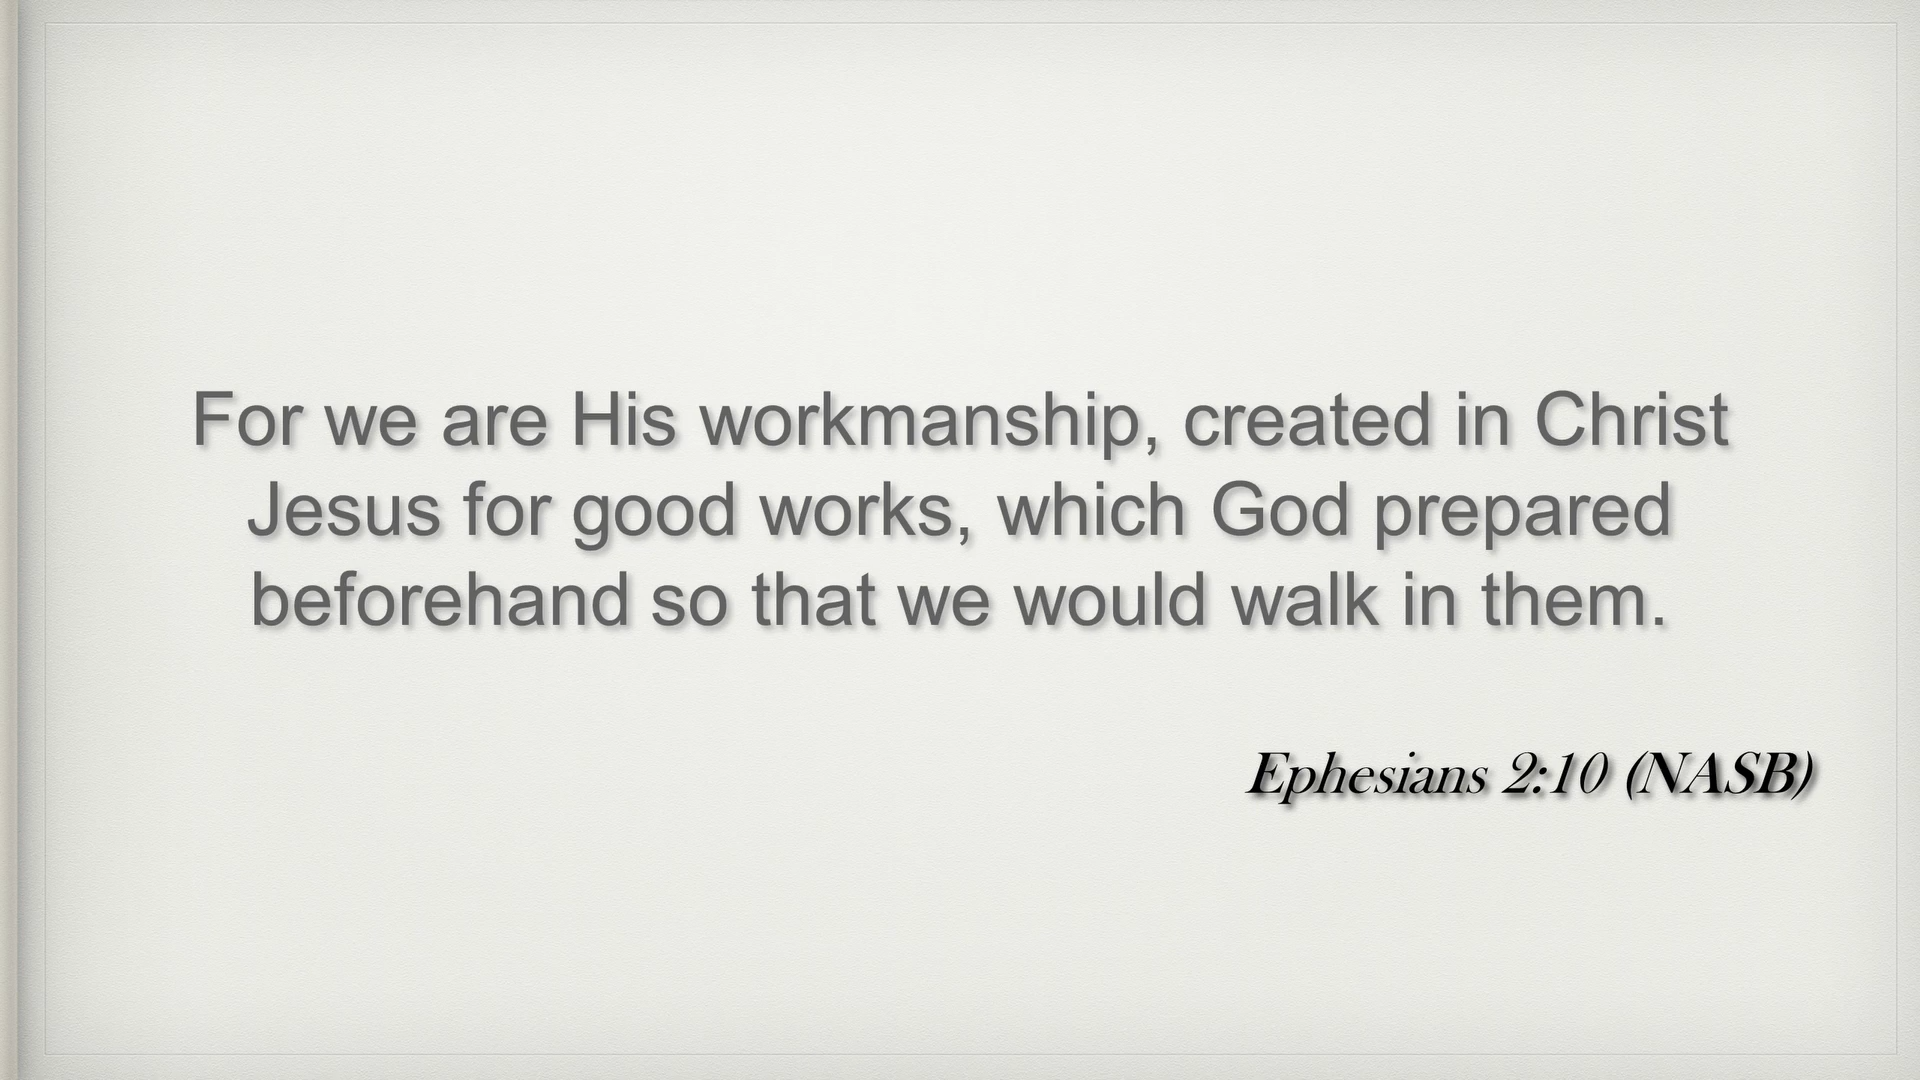 For we are His workmanship, created in Christ
Jesus for good works, which God prepared
beforehand so that we would walk in them.
Ephesians 2:10 (NASB)